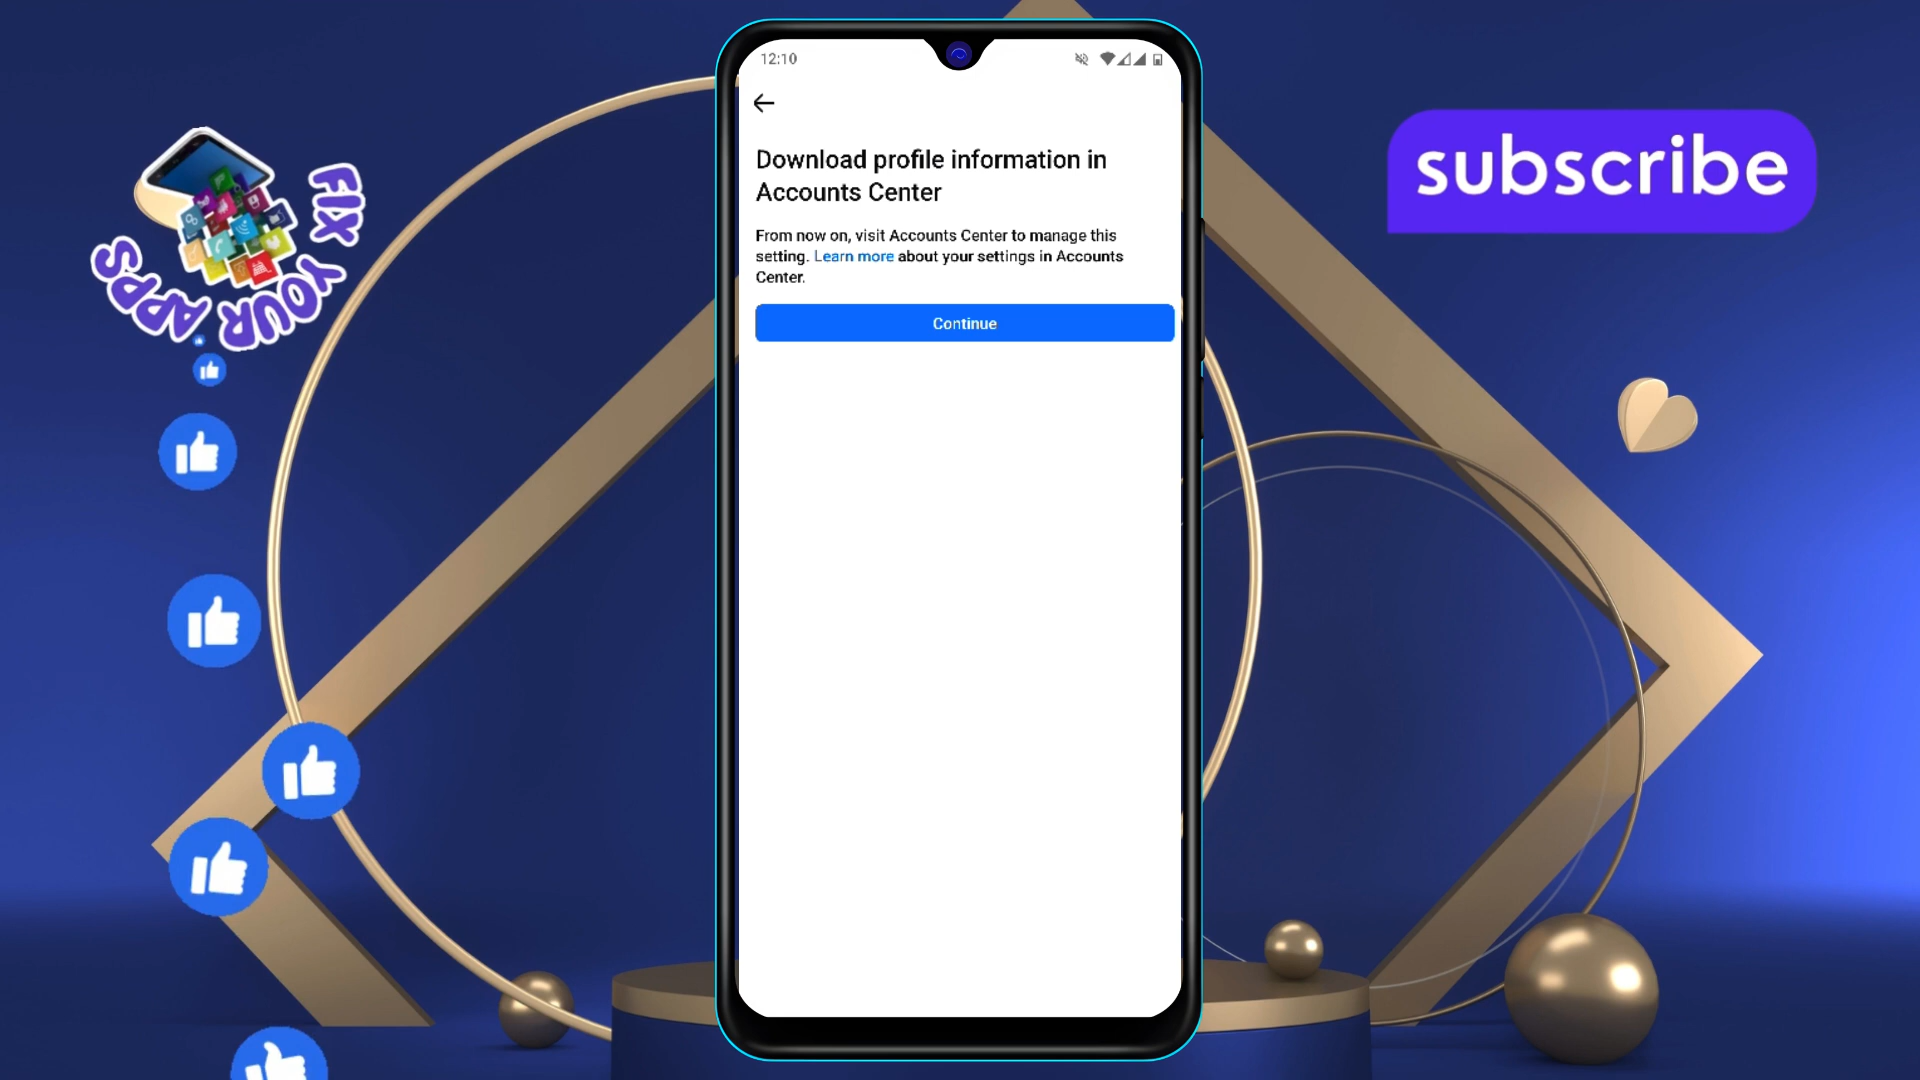 12:10
Download profile information in
Accounts Center
From now on, visit Accounts Center to manage this
setting. Learn more about your settings in Accounts
Center.
Continue
FIX YOUR APPS
subscribe